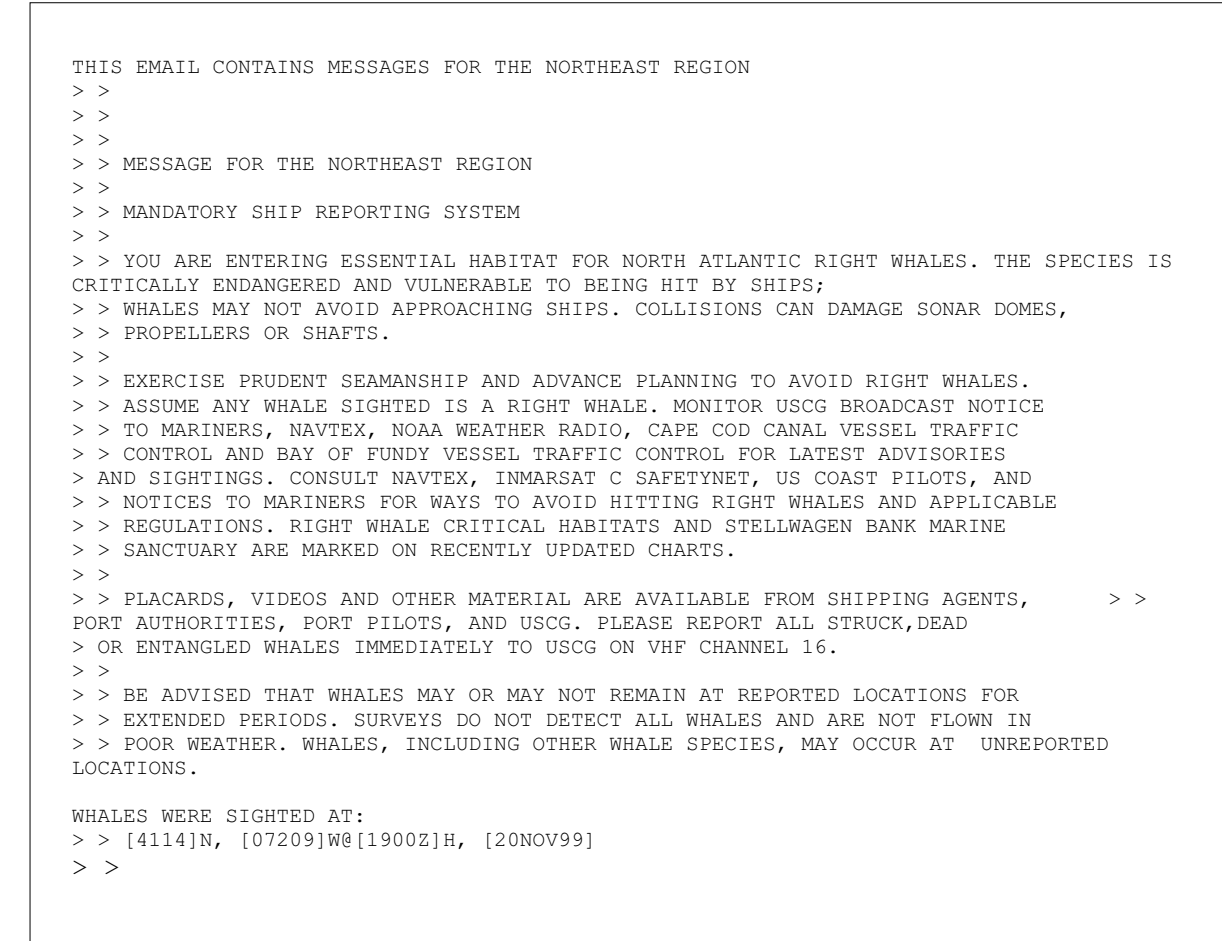 THIS EMAIL CONTAINS MESSAGES FOR THE NORTHEAST REGION
> >
> >
> >
> > MESSAGE FOR THE NORTHEAST REGION
> >
> > MANDATORY SHIP REPORTING SYSTEM
> >
> > YOU ARE ENTERING ESSENTIAL HABITAT FOR NORTH ATLANTIC RIGHT WHALES. THE SPECIES IS
CRITICALLY ENDANGERED AND VULNERABLE TO BEING HIT BY SHIPS;
> > WHALES MAY NOT AVOID APPROACHING SHIPS. COLLISIONS CAN DAMAGE SONAR DOMES,
> > PROPELLERS OR SHAFTS.
> >
> > EXERCISE PRUDENT SEAMANSHIP AND ADVANCE PLANNING TO AVOID RIGHT WHALES.
> > ASSUME ANY WHALE SIGHTED IS A RIGHT WHALE. MONITOR USCG BROADCAST NOTICE
> > TO MARINERS, NAVTEX, NOAA WEATHER RADIO, CAPE COD CANAL VESSEL TRAFFIC
> > CONTROL AND BAY OF FUNDY VESSEL TRAFFIC CONTROL FOR LATEST ADVISORIES
> AND SIGHTINGS. CONSULT NAVTEX, INMARSAT C SAFETYNET, US COAST PILOTS, AND
> > NOTICES TO MARINERS FOR WAYS TO AVOID HITTING RIGHT WHALES AND APPLICABLE
> > REGULATIONS. RIGHT WHALE CRITICAL HABITATS AND STELLWAGEN BANK MARINE
> > SANCTUARY ARE MARKED ON RECENTLY UPDATED CHARTS.
> >
> > PLACARDS, VIDEOS AND OTHER MATERIAL ARE AVAILABLE FROM SHIPPING AGENTS, > >
PORT AUTHORITIES, PORT PILOTS, AND USCG. PLEASE REPORT ALL STRUCK,DEAD
> OR ENTANGLED WHALES IMMEDIATELY TO USCG ON VHF CHANNEL 16.
> >
> > BE ADVISED THAT WHALES MAY OR MAY NOT REMAIN AT REPORTED LOCATIONS FOR
> > EXTENDED PERIODS. SURVEYS DO NOT DETECT ALL WHALES AND ARE NOT FLOWN IN
> > POOR WEATHER. WHALES, INCLUDING OTHER WHALE SPECIES, MAY OCCUR AT UNREPORTED
LOCATIONS.
WHALES WERE SIGHTED AT:
> > [4114]N, [07209]W@[1900Z]H, [20NOV99]
> >